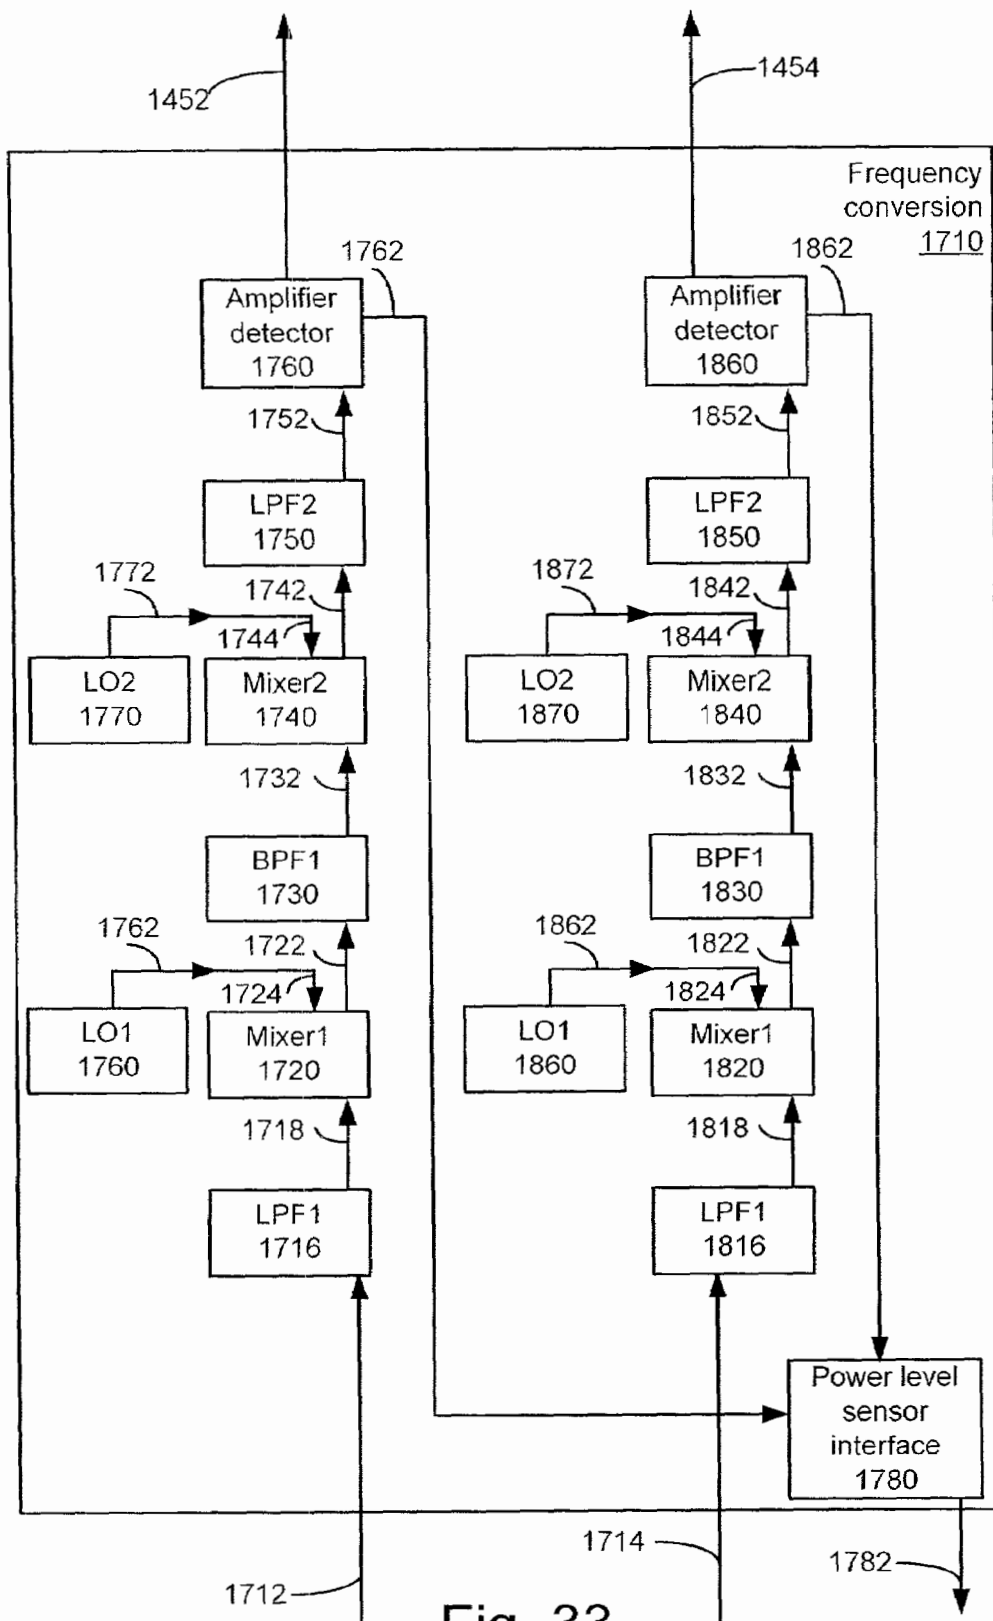 1452
1454
Frequency
conversion
1710
1762
1862
Amplifier
detector
1760
Amplifier
detector
1860
1752
1852
LPF2
1750
LPF2
1850
1772
1742
1872
1842
1744
1844
LO2
1770
Mixer2
1740
LO2
1870
Mixer2
1840
1732
1832
BPF1
1730
BPF1
1830
1762
1722
1862
1822
1724
1824
LO1
1760
Mixer1
1720
LO1
1860
Mixer1
1820
1718
1818
LPF1
1716
LPF1
1816
Power level
sensor
interface
1780
1714
1782
1712
Fig. 33